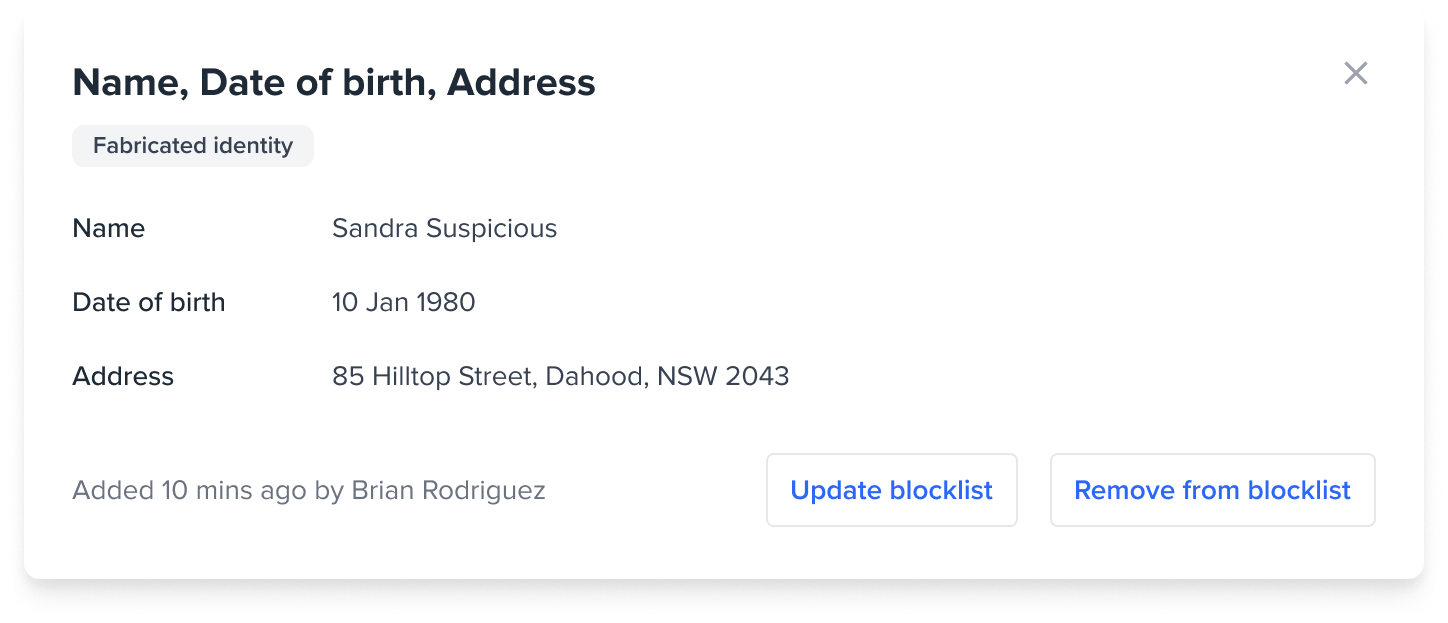 Name, Date of birth, Address
Fabricated identity
Name Sandra Suspicious
Date of birth 10 Jan 1980
Address 85 Hilltop Street, Dahood, NSW 2043
Added 10 mins ago by Brian Rodriguez Update blocklist Remove from blocklist